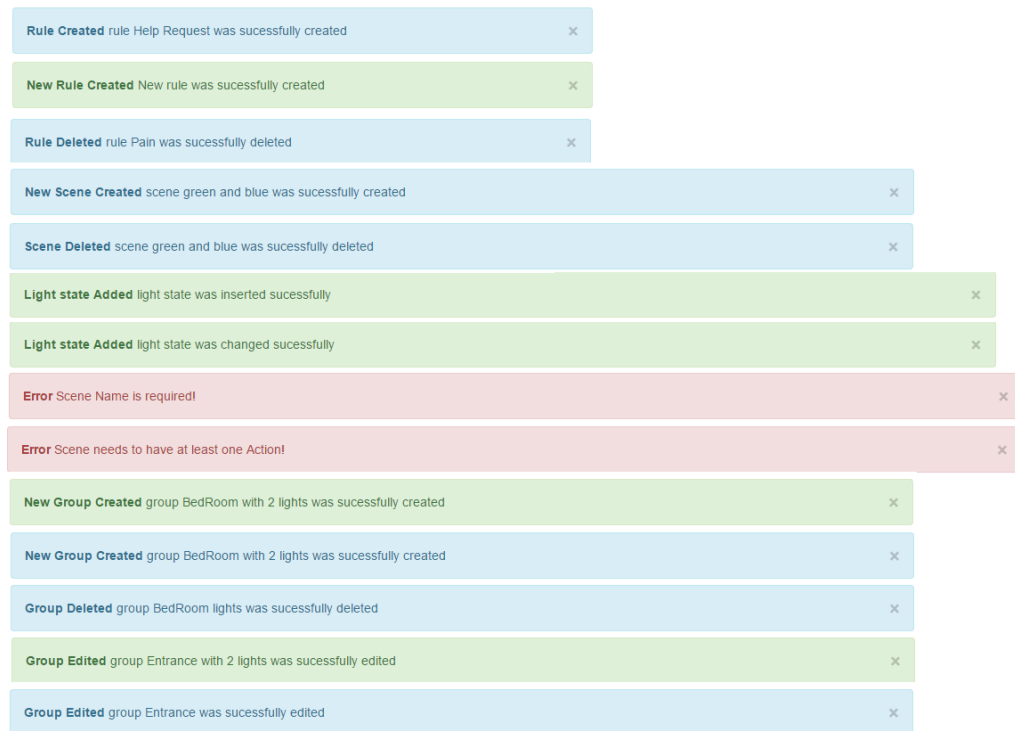 Rule Created rule Help Request was sucessfully created ×
New Rule Created New rule was sucessfully created ×
Rule Deleted rule Pain was sucessfully deleted ×
New Scene Created scene green and blue was sucessfully created ×
Scene Deleted scene green and blue was sucessfully deleted ×
Light state Added light state was inserted sucessfully ×
Light state Added light state was changed sucessfully ×
Error Scene Name is required! ×
Error Scene needs to have at least one Action! ×
New Group Created group BedRoom with 2 lights was sucessfully created ×
New Group Created group BedRoom with 2 lights was sucessfully created ×
Group Deleted group BedRoom lights was sucessfully deleted ×
Group Edited group Entrance with 2 lights was sucessfully edited ×
Group Edited group Entrance was sucessfully edited ×